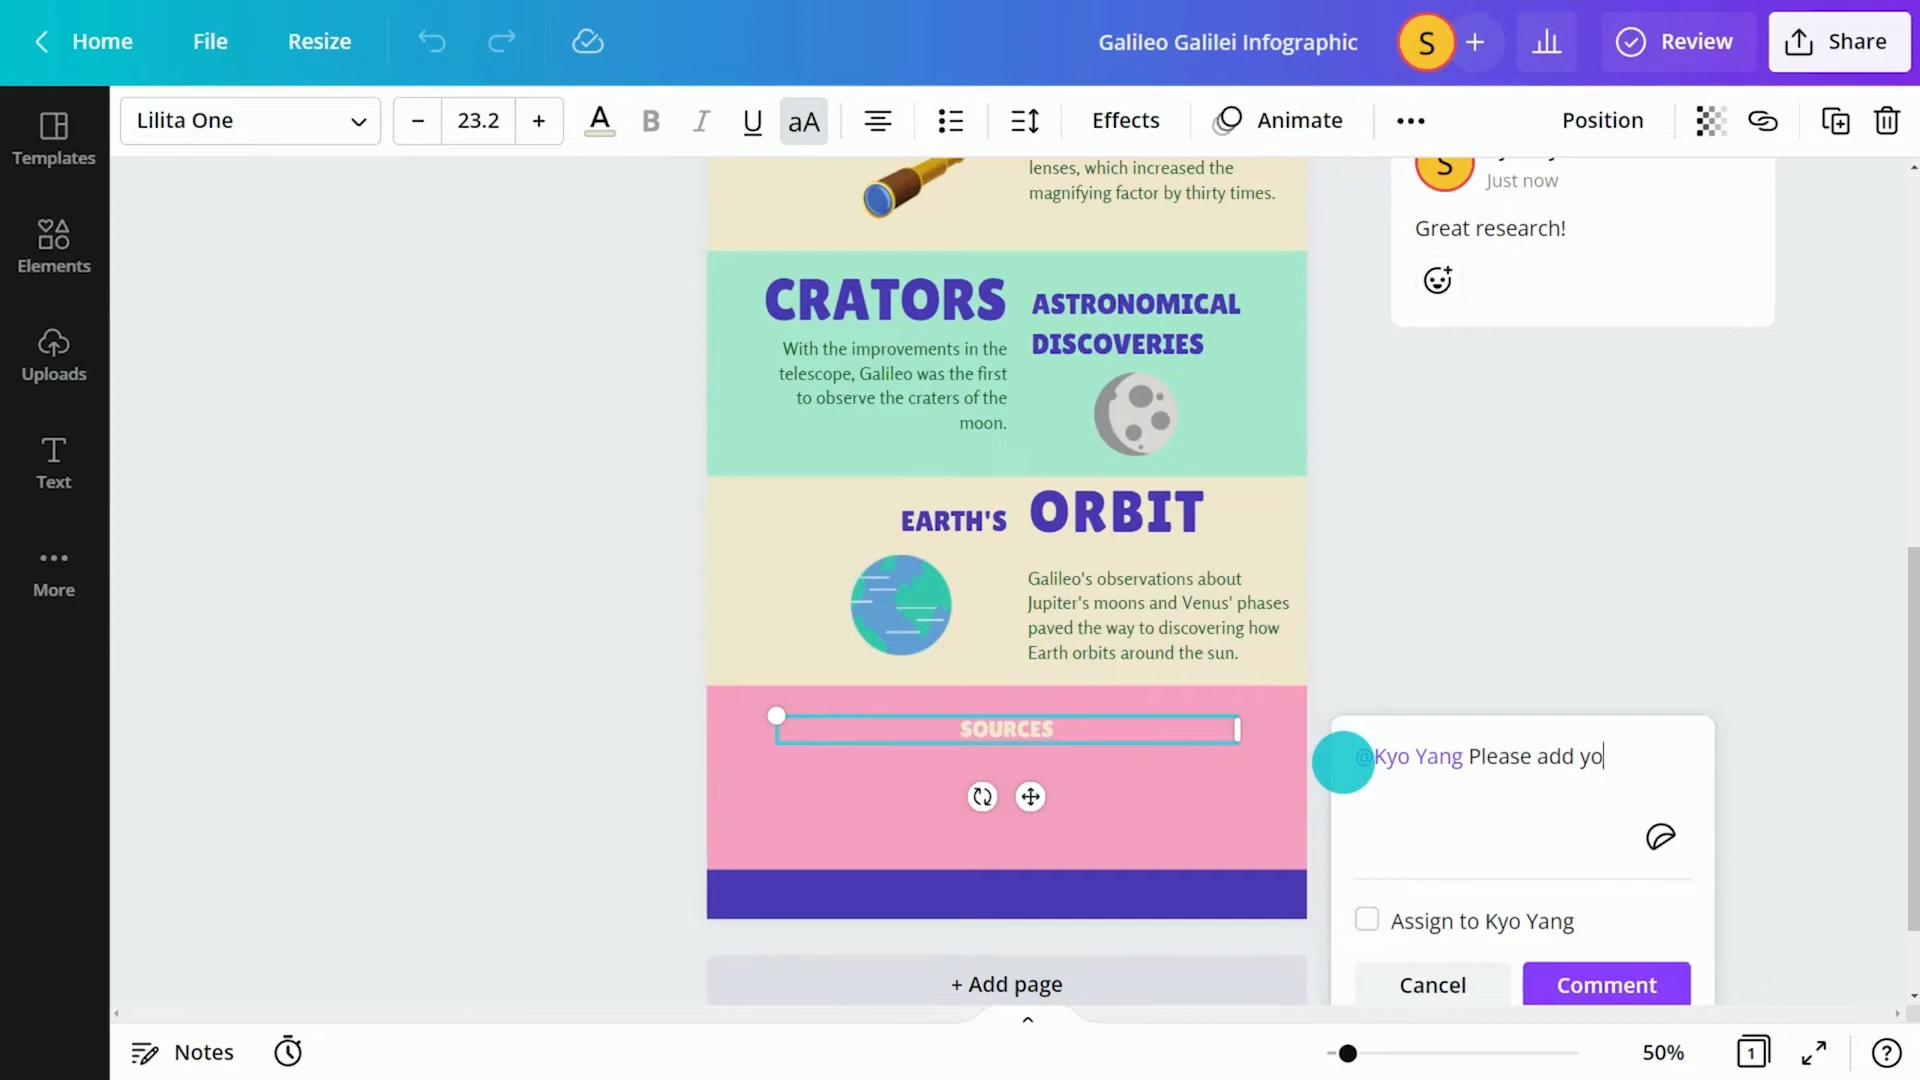 Home File Resize Galileo Galilei Infographic S + Review Share
Lilita One − 23.2 + A B I U aA Effects Animate ••• Position
Templates
Elements
Uploads
Text
More
lenses, which increased the
magnifying factor by thirty times.
CRATORS
With the improvements in the
telescope, Galileo was the first
to observe the craters of the
moon.
ASTRONOMICAL
DISCOVERIES
EARTH'S ORBIT
Galileo's observations about
Jupiter's moons and Venus' phases
paved the way to discovering how
Earth orbits around the sun.
SOURCES
+ Add page
S
Just now
Great research!
@Kyo Yang Please add yo
Assign to Kyo Yang
Cancel Comment
Notes 50% 1 ?